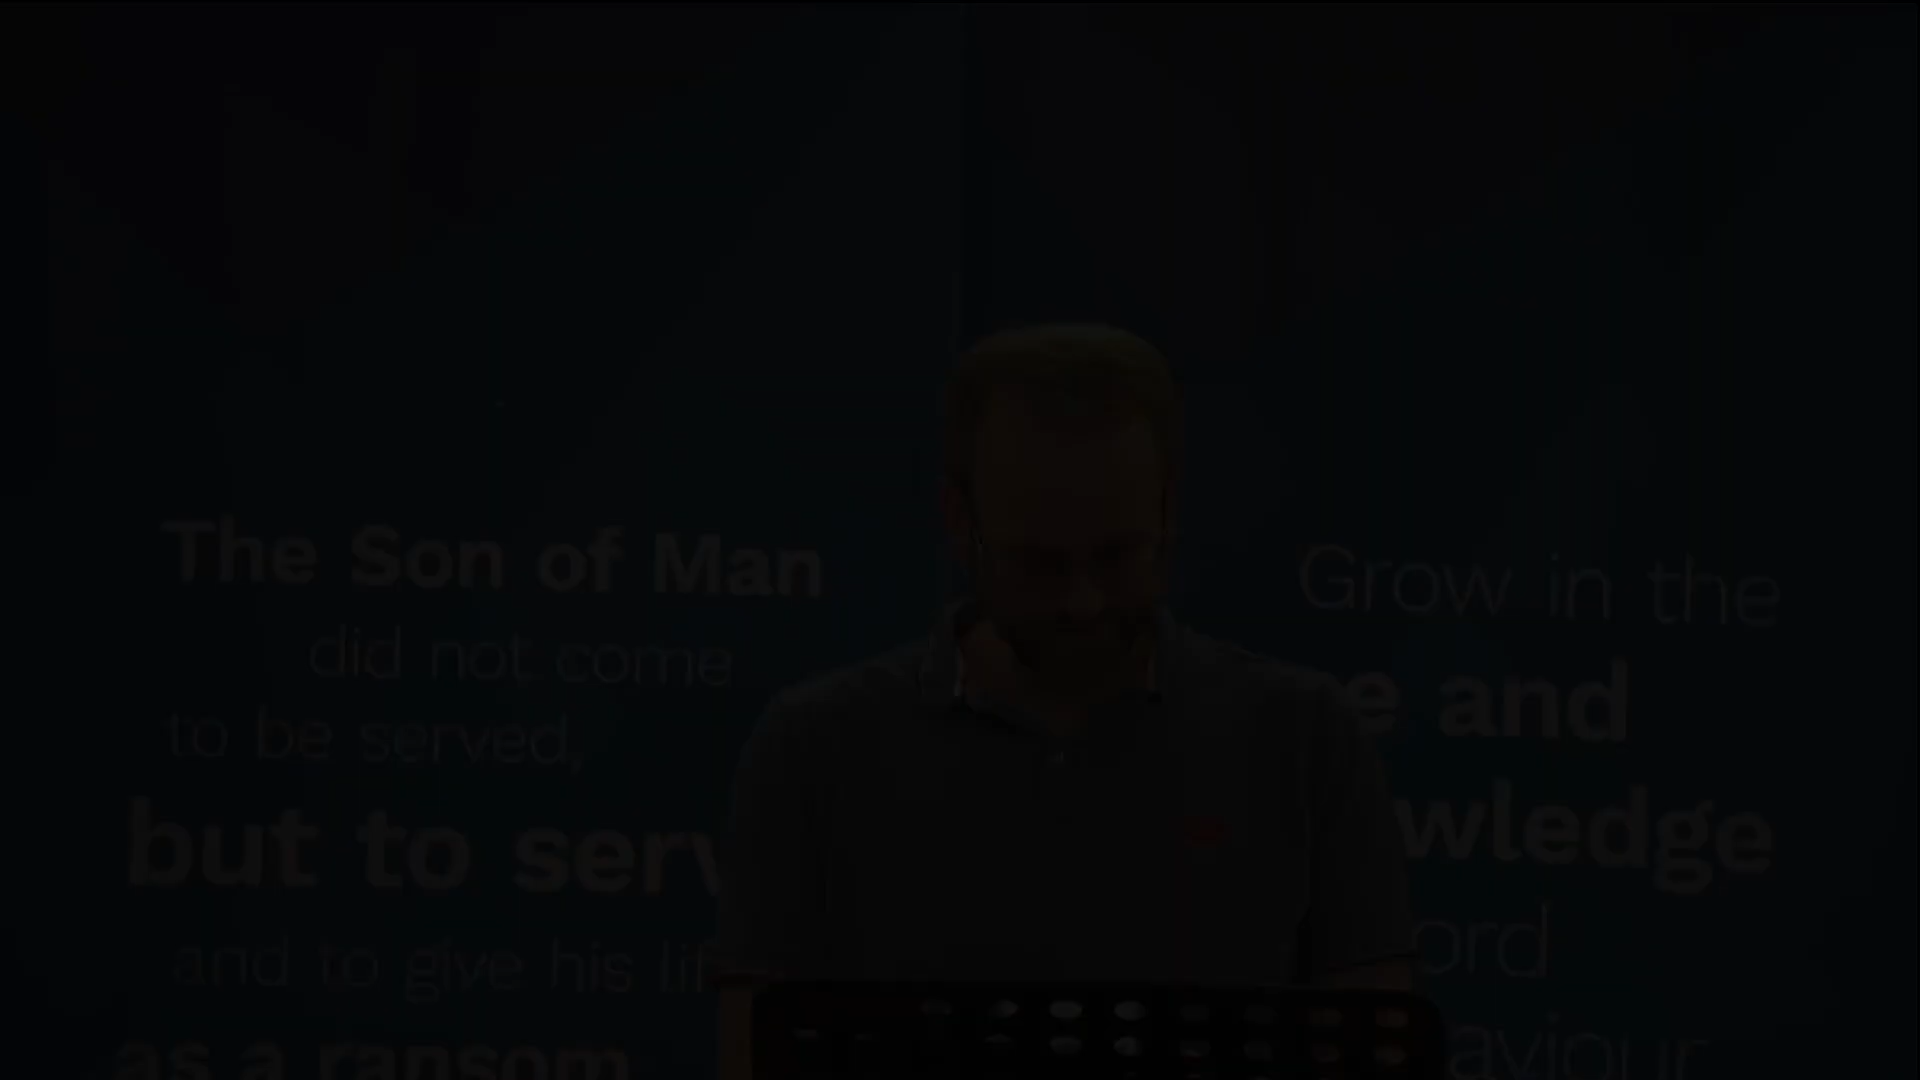 The Son of Man
did not come
to be served,
but to serv
and to give his lif
as a ransom
Grow in the
e and
wledge
ord
aviour